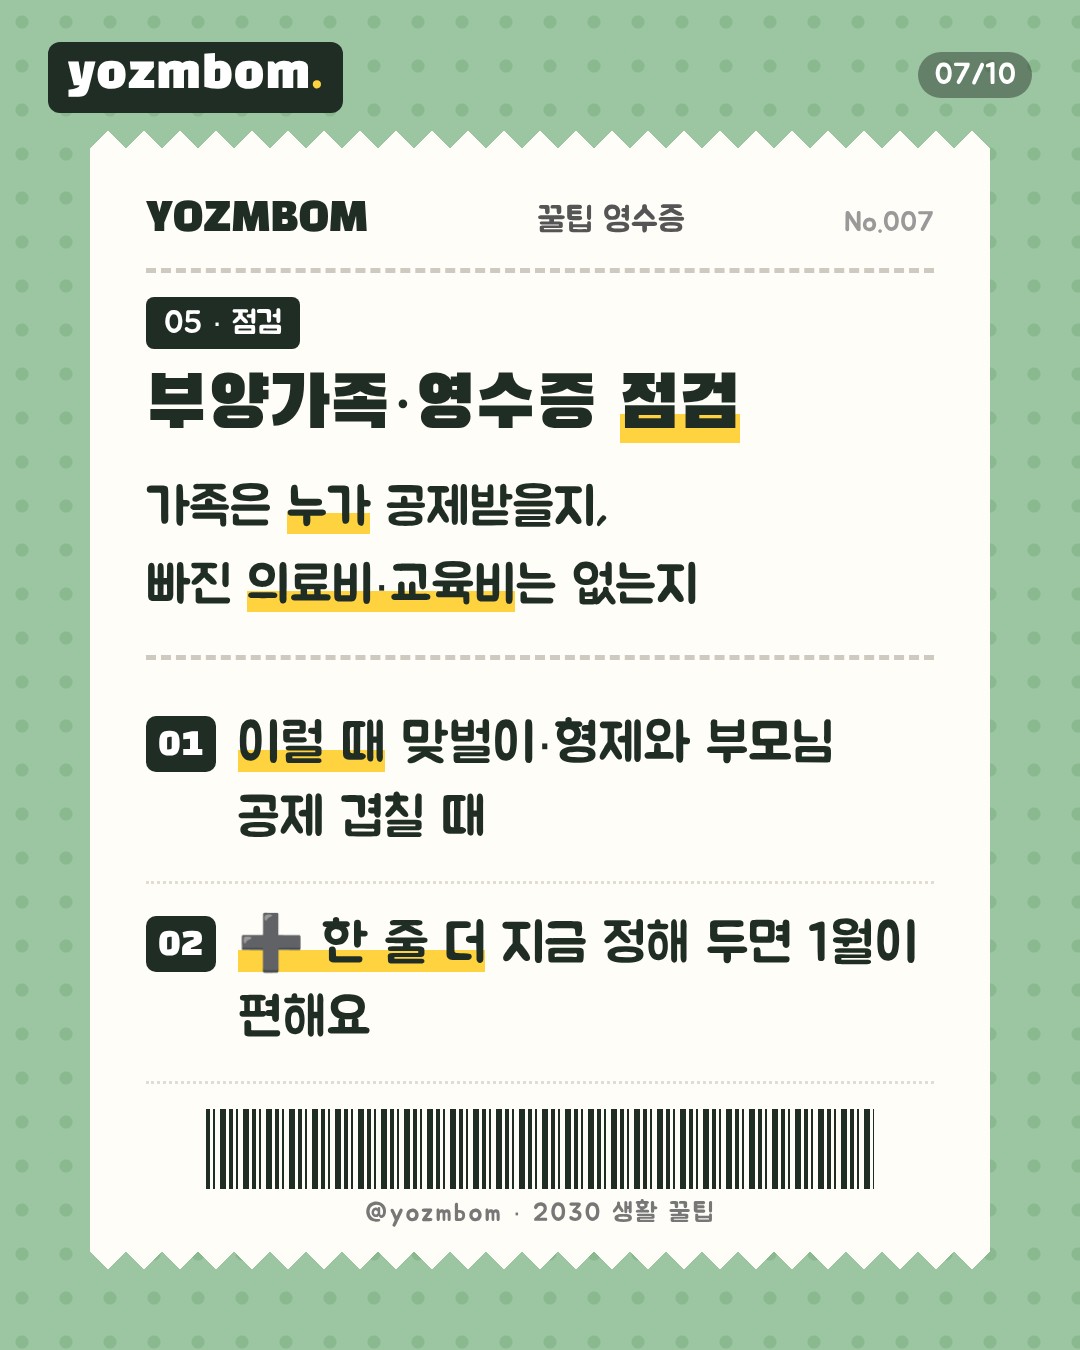 yozmbom.
07/10
YOZMBOM 꿀팁 영수증 No.007
05 · 점검
부양가족·영수증 점검
가족은 누가 공제받을지,
빠진 의료비·교육비는 없는지
01 이럴 때 맞벌이·형제와 부모님
공제 겹칠 때
02 ➕ 한 줄 더 지금 정해 두면 1월이
편해요
@yozmbom · 2030 생활 꿀팁